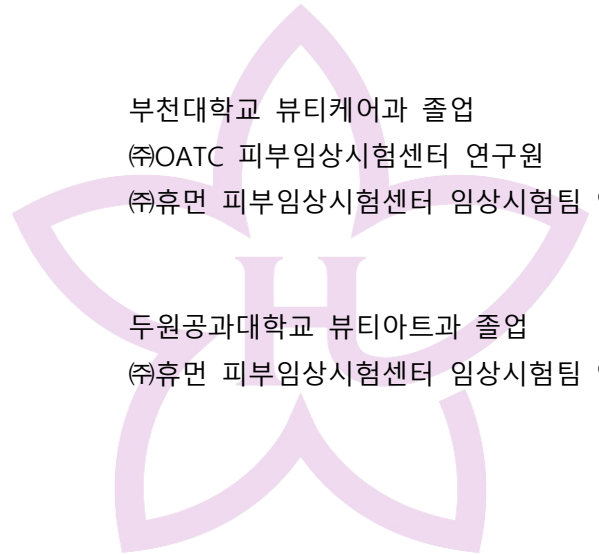 부천대학교 뷰티케어과 졸업
㈜OATC 피부임상시험센터 연구원
㈜휴먼 피부임상시험센터 임상시험팀
두원공과대학교 뷰티아트과 졸업
㈜휴먼 피부임상시험센터 임상시험팀